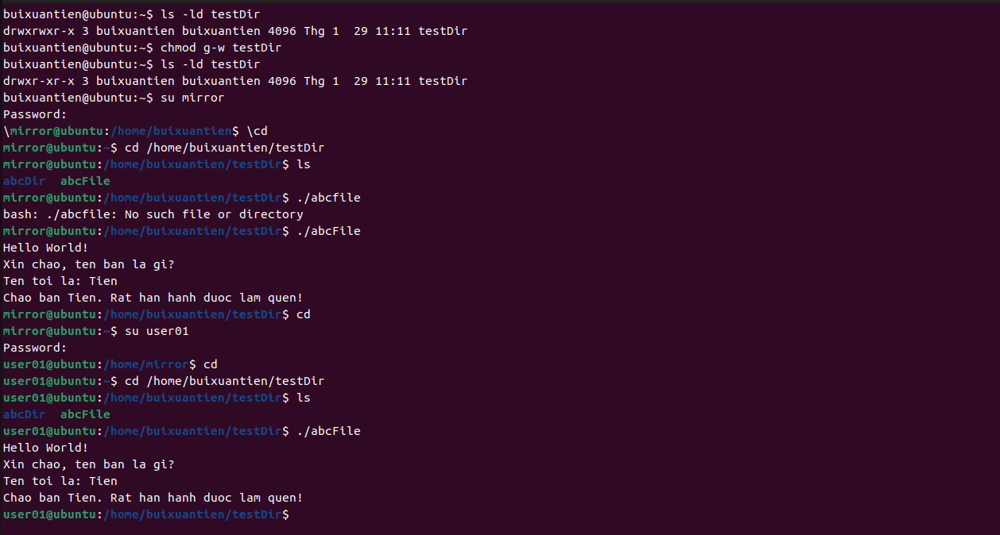 buixuantien@ubuntu:~$ ls -ld testDir
drwxrwxr-x 3 buixuantien buixuantien 4096 Thg 1  29 11:11 testDir
buixuantien@ubuntu:~$ chmod g-w testDir
buixuantien@ubuntu:~$ ls -ld testDir
drwxr-xr-x 3 buixuantien buixuantien 4096 Thg 1  29 11:11 testDir
buixuantien@ubuntu:~$ su mirror
Password:
\mirror@ubuntu:/home/buixuantien$ \cd
mirror@ubuntu:~$ cd /home/buixuantien/testDir
mirror@ubuntu:/home/buixuantien/testDir$ ls
abcDir  abcFile
mirror@ubuntu:/home/buixuantien/testDir$ ./abcfile
bash: ./abcfile: No such file or directory
mirror@ubuntu:/home/buixuantien/testDir$ ./abcFile
Hello World!
Xin chao, ten ban la gi?
Ten toi la: Tien
Chao ban Tien. Rat han hanh duoc lam quen!
mirror@ubuntu:/home/buixuantien/testDir$ cd
mirror@ubuntu:~$ su user01
Password:
user01@ubuntu:/home/mirror$ cd
user01@ubuntu:~$ cd /home/buixuantien/testDir
user01@ubuntu:/home/buixuantien/testDir$ ls
abcDir  abcFile
user01@ubuntu:/home/buixuantien/testDir$ ./abcFile
Hello World!
Xin chao, ten ban la gi?
Ten toi la: Tien
Chao ban Tien. Rat han hanh duoc lam quen!
user01@ubuntu:/home/buixuantien/testDir$